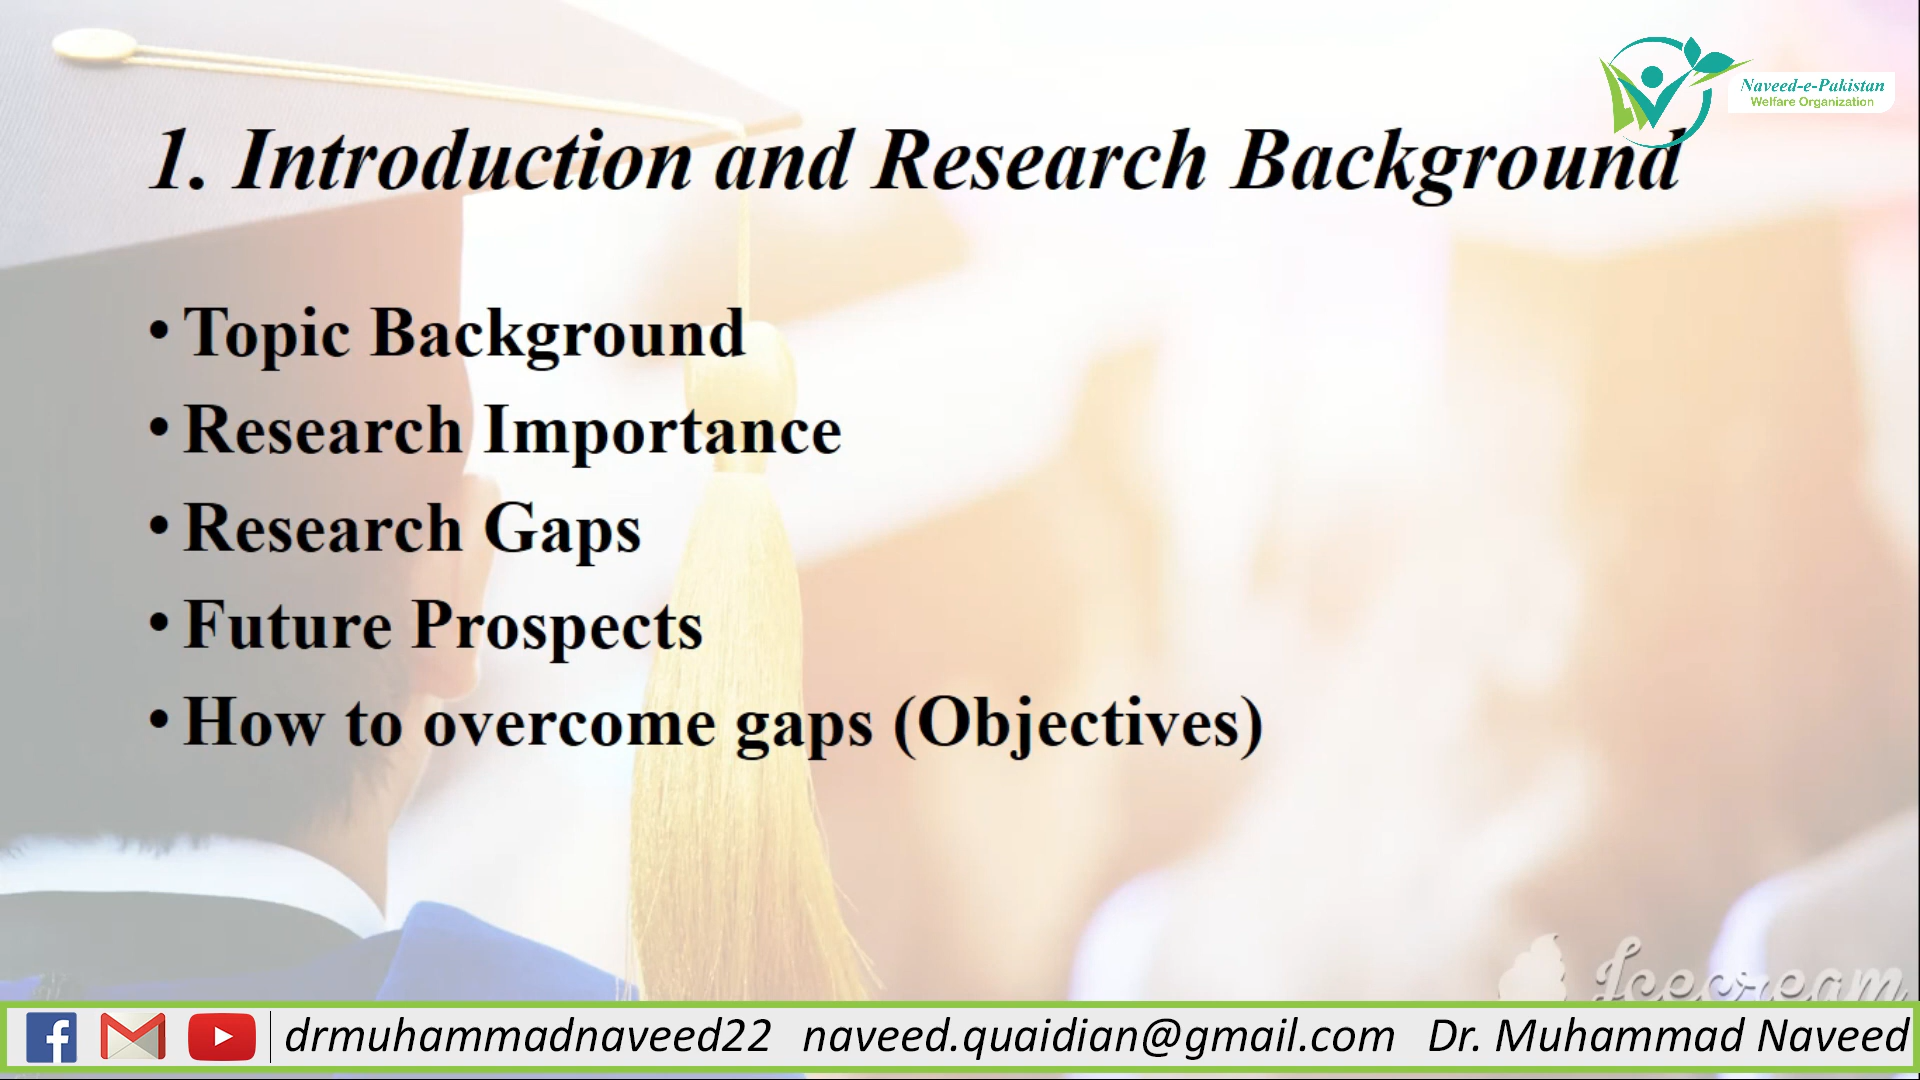 Naveed-e-Pakistan
Welfare Organization
1. Introduction and Research Background
• Topic Background
• Research Importance
• Research Gaps
• Future Prospects
• How to overcome gaps (Objectives)
Icecream
drmuhammadnaveed22 naveed.quaidian@gmail.com Dr. Muhammad Naveed